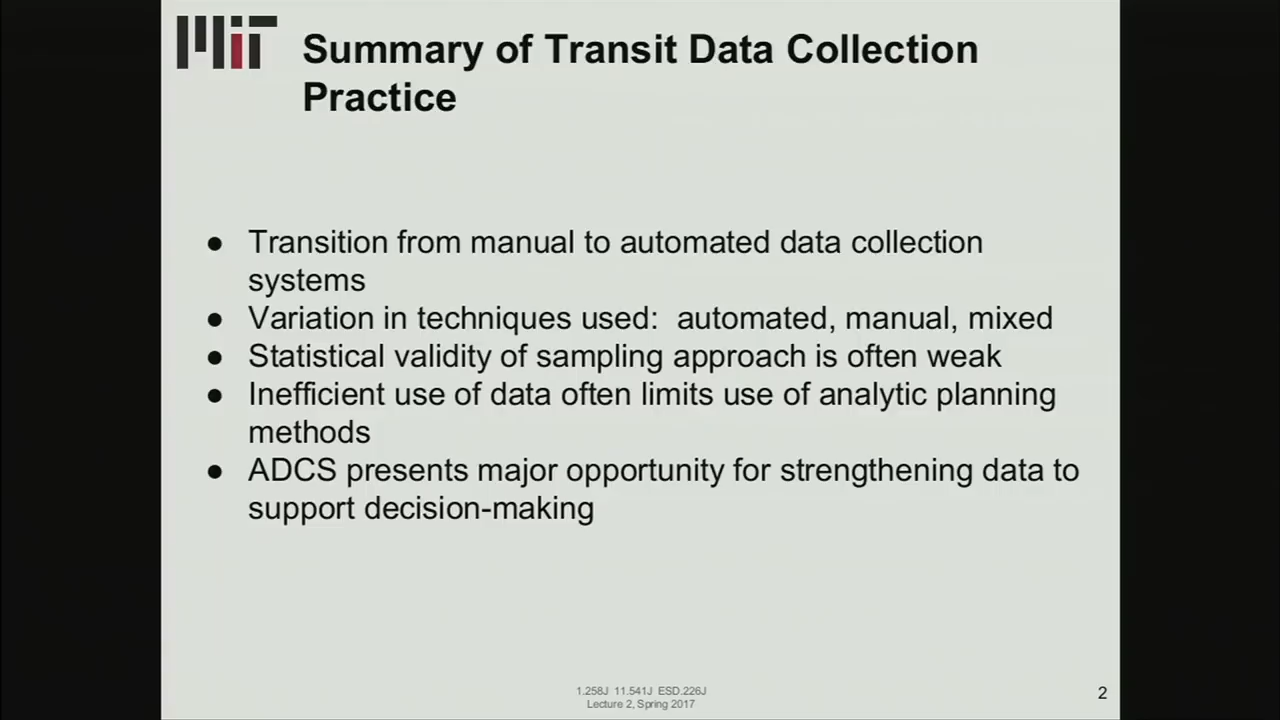 MIT
Summary of Transit Data Collection
Practice
● Transition from manual to automated data collection
systems
● Variation in techniques used:  automated, manual, mixed
● Statistical validity of sampling approach is often weak
● Inefficient use of data often limits use of analytic planning
methods
● ADCS presents major opportunity for strengthening data to
support decision-making
1.258J  11.541J  ESD.226J
Lecture 2, Spring 2017
2